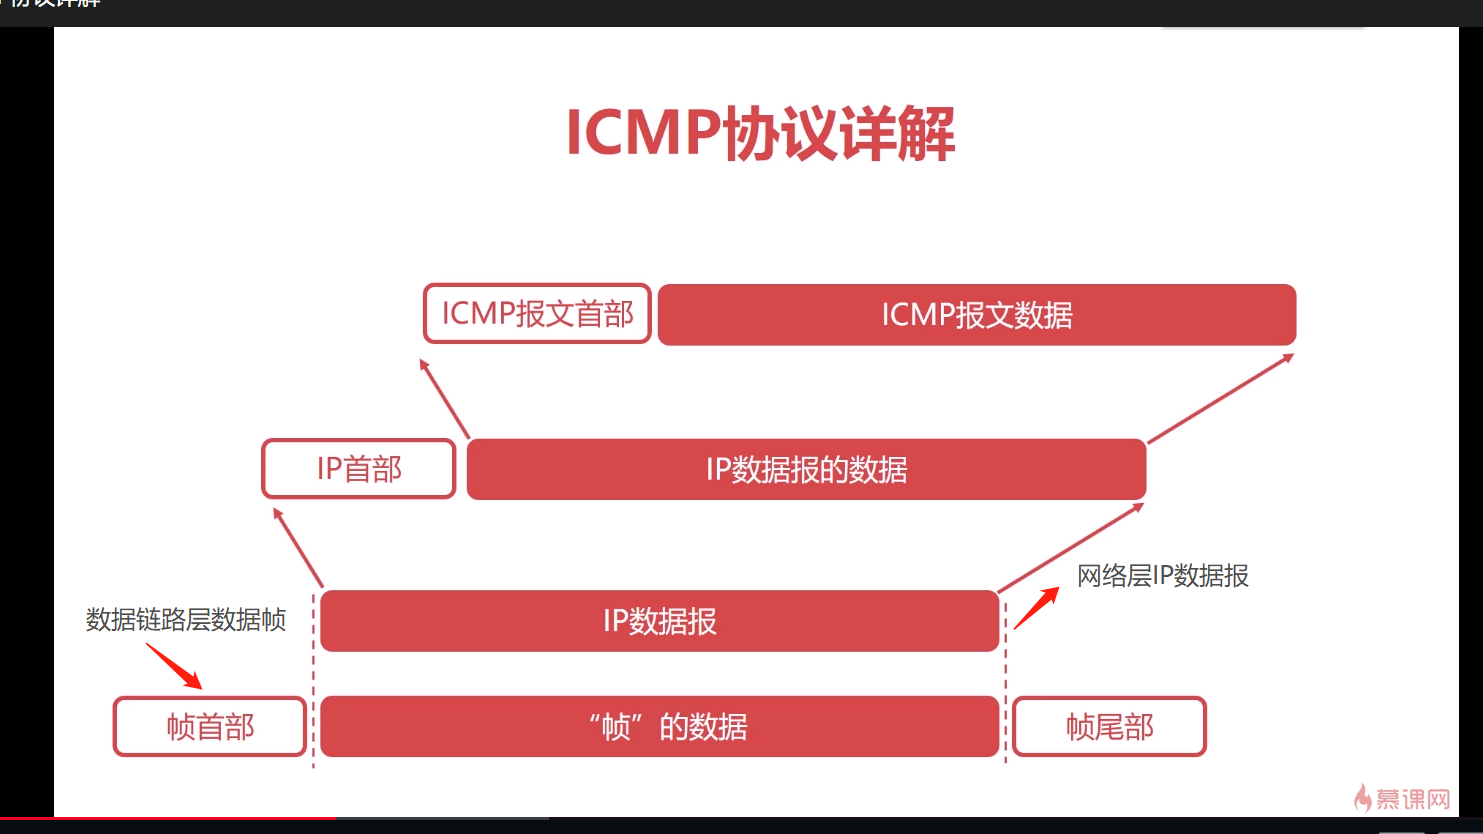 协议详解
ICMP协议详解
ICMP报文首部
ICMP报文数据
IP首部
IP数据报的数据
网络层IP数据报
数据链路层数据帧
IP数据报
帧首部
“帧”的数据
帧尾部
慕课网